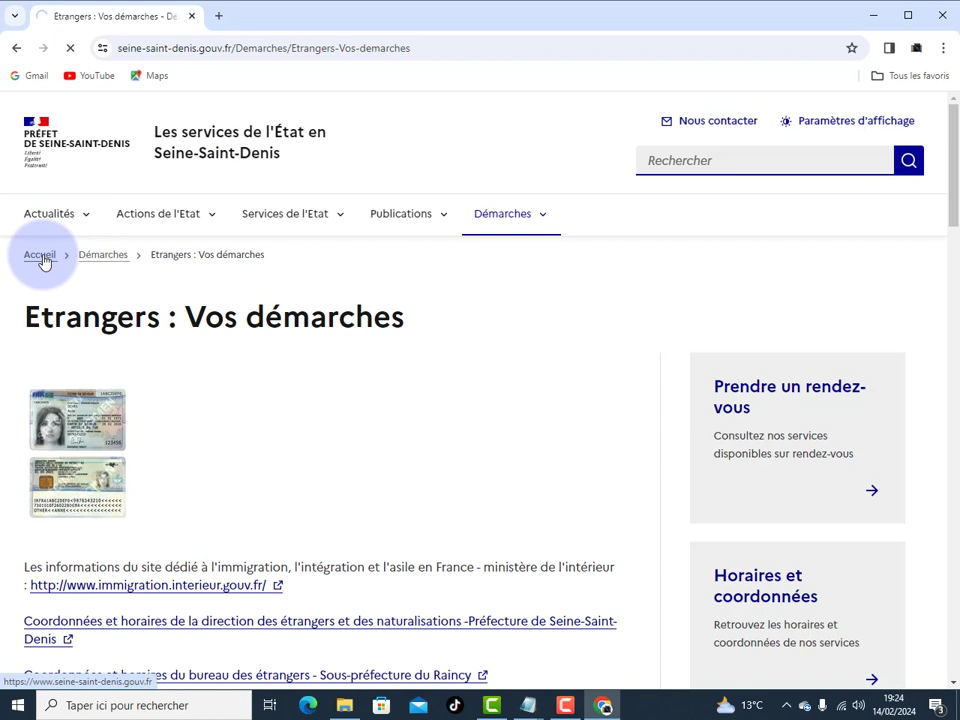 Etrangers : Vos démarches - Dé
seine-saint-denis.gouv.fr/Demarches/Etrangers-Vos-demarches
Gmail
YouTube
Maps
Tous les favoris
PRÉFET
DE SEINE-SAINT-DENIS
Liberté
Égalité
Fraternité
Les services de l'État en
Seine-Saint-Denis
Nous contacter
Paramètres d'affichage
Rechercher
Actualités
Actions de l'Etat
Services de l'Etat
Publications
Démarches
Accueil
Démarches
Etrangers : Vos démarches
Etrangers : Vos démarches
Prendre un rendez-
vous
Consultez nos services
disponibles sur rendez-vous
Les informations du site dédié à l'immigration, l'intégration et l'asile en France - ministère de l'intérieur
: http://www.immigration.interieur.gouv.fr/
Coordonnées et horaires de la direction des étrangers et des naturalisations -Préfecture de Seine-Saint-
Denis
Coordonnées et horaires du bureau des étrangers - Sous-préfecture du Raincy
Horaires et
coordonnées
Retrouvez les horaires et
coordonnées de nos services
https://www.seine-saint-denis.gouv.fr
Taper ici pour rechercher
13°C
19:24
14/02/2024
3